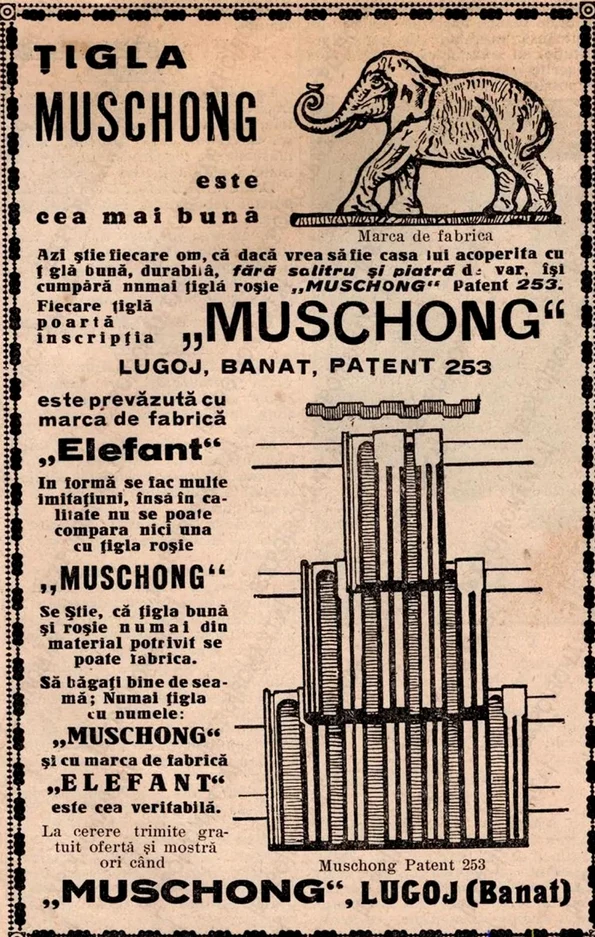 ȚIGLA
MUSCHONG
este
cea mai bună
Marca de fabrica
Azi știe fiecare om, că dacă vrea să fie casa lui acoperita cu
ț glă bună, durabilă, fără salitru și piatră de var, își
cumpără nnmai țiglă roșie „MUSCHONG“ Patent 253.
Fiecare țiglă
poartă
inscripția
„MUSCHONG“
LUGOJ, BANAT, PATENT 253
este prevăzută cu
marca de fabrică
„Elefant“
In formă se fac multe
imitațiuni, însă în ca-
litate nu se poate
compara nici una
cu țigla roșie
„MUSCHONG“
Se Știe, că țigla bună
și roșie numai din
material potrivit se
poate fabrica.
Să băgați bine de sea-
mă; Numai țigla
cu numele:
„MUSCHONG“
și cu marca de fabrică
„ELEFANT“
este cea veritabilă.
La cerere trimite gra-
tuit ofertă și mostră
ori când
Muschong Patent 253
„MUSCHONG“, LUGOJ (Banat)